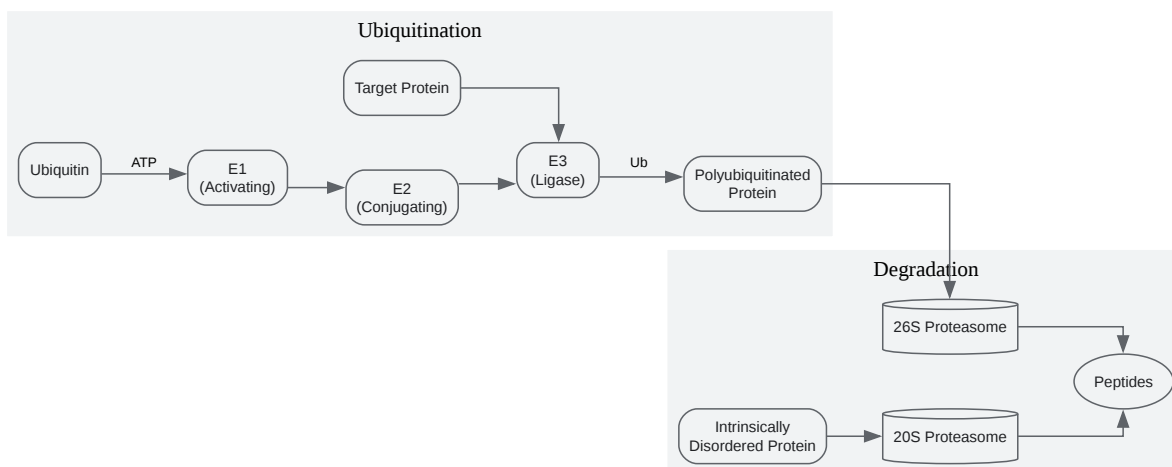 Ubiquitination
Target Protein
Ubiquitin
ATP
E1
(Activating)
E2
(Conjugating)
E3
(Ligase)
Ub
Polyubiquitinated
Protein
Degradation
26S Proteasome
Peptides
Intrinsically
Disordered Protein
20S Proteasome